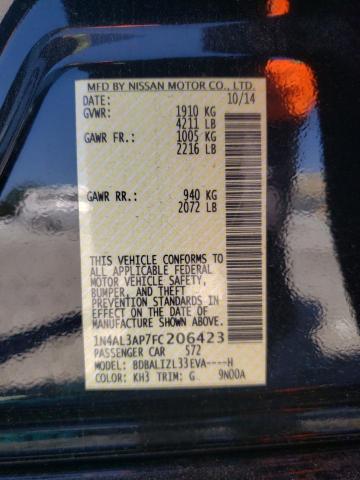 MFD BY NISSAN MOTOR CO., LTD.
DATE: 10/14
GVWR: 1910 KG
4211 LB
GAWR FR: 1005 KG
2216 LB
GAWR RR: 940 KG
2072 LB
THIS VEHICLE CONFORMS TO
ALL APPLICABLE FEDERAL
MOTOR VEHICLE SAFETY,
BUMPER, AND THEFT
PREVENTION STANDARDS IN
EFFECT ON THE DATE OF
MANUFACTURE SHOWN ABOVE.
1N4AL3AP7FC206423
PASSENGER CAR S72
MODEL: BDBALIZL33EVA----H
COLOR: KH3 TRIM: G 9N00A